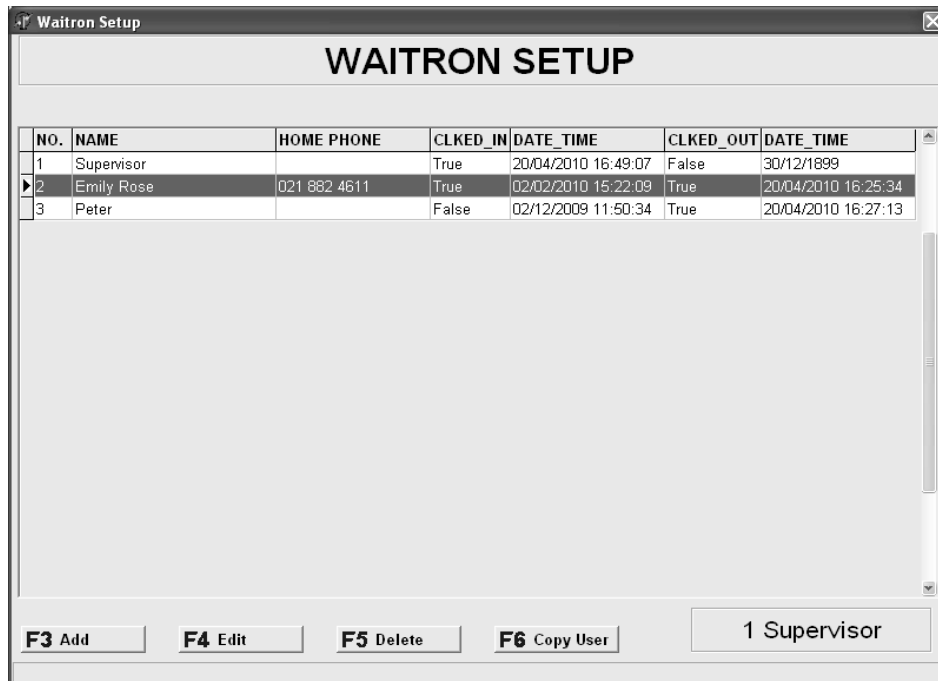 Waitron Setup
WAITRON SETUP
NO. NAME HOME PHONE CLKED_IN DATE_TIME CLKED_OUT DATE_TIME
1 Supervisor True 20/04/2010 16:49:07 False 30/12/1899
2 Emily Rose 021 882 4611 True 02/02/2010 15:22:09 True 20/04/2010 16:25:34
3 Peter False 02/12/2009 11:50:34 True 20/04/2010 16:27:13
F3 Add F4 Edit F5 Delete F6 Copy User 1 Supervisor